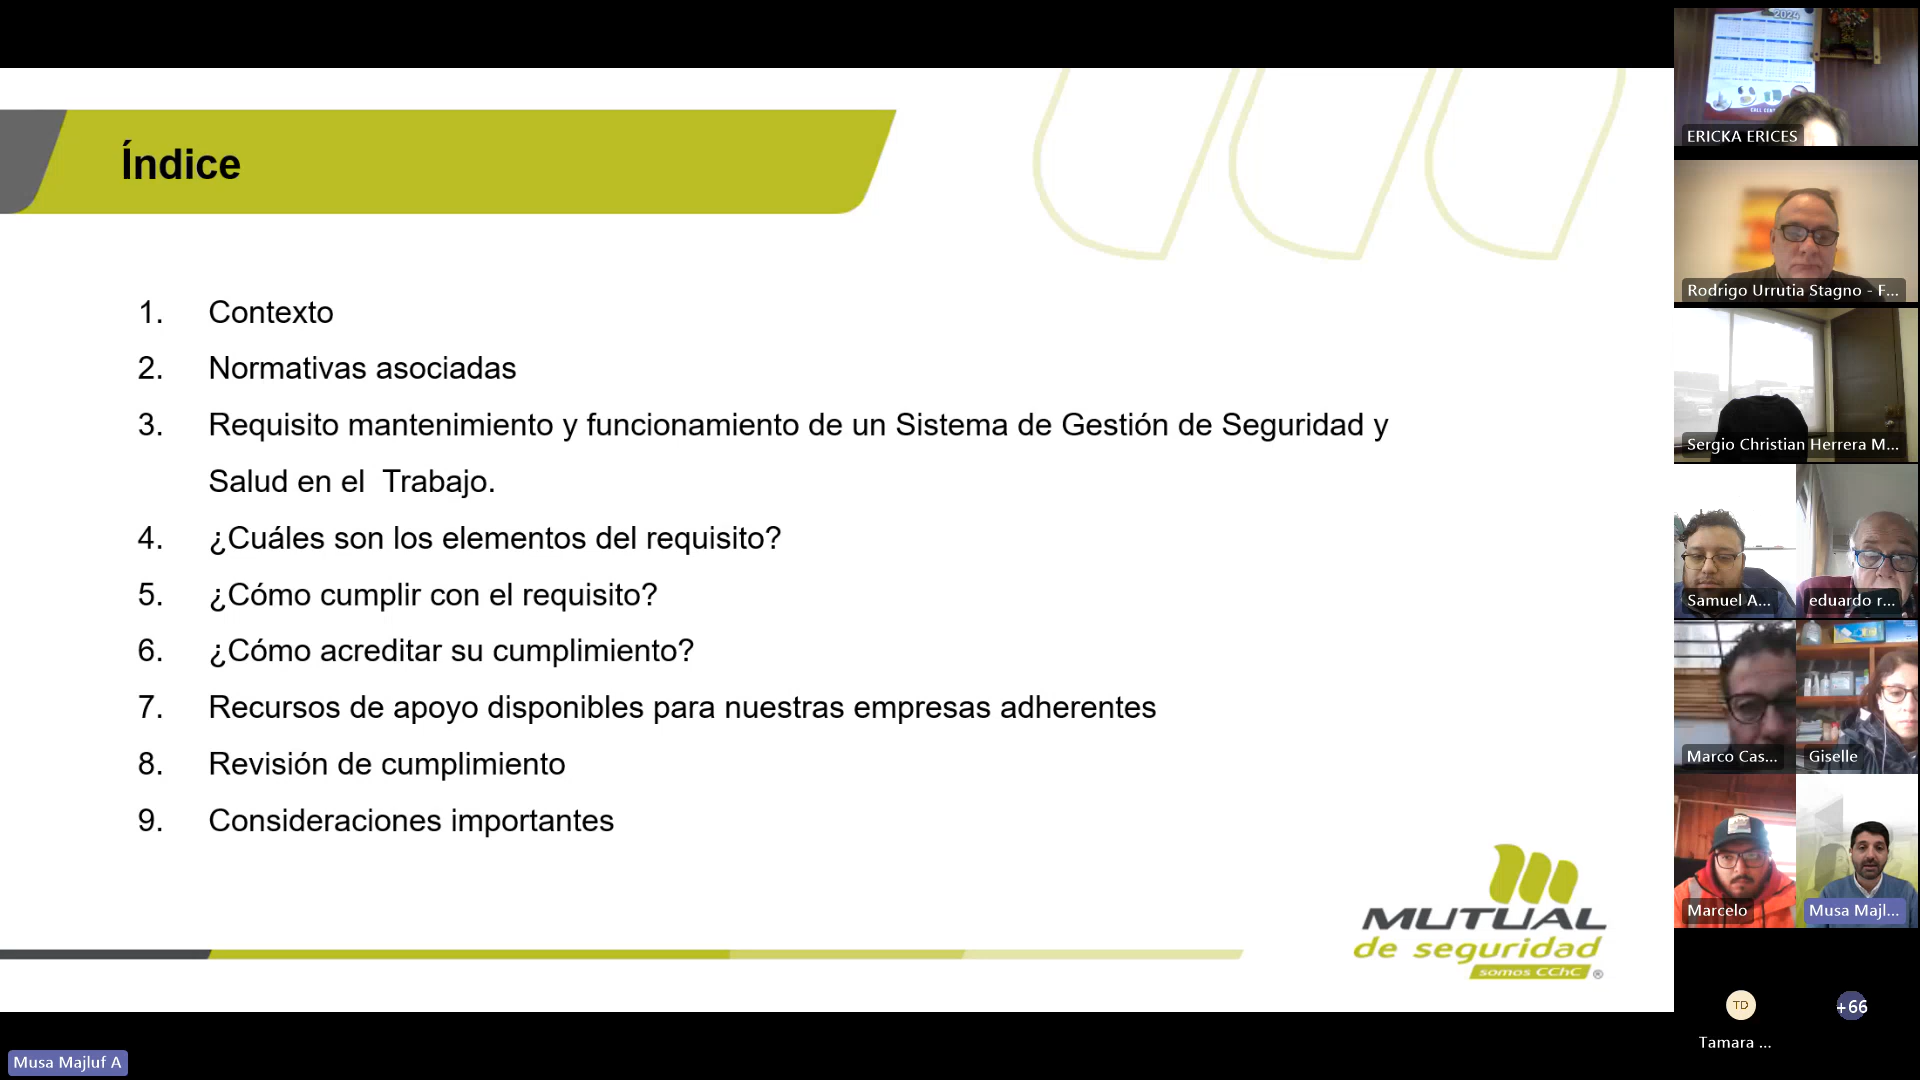 Índice
1. Contexto
2. Normativas asociadas
3. Requisito mantenimiento y funcionamiento de un Sistema de Gestión de Seguridad y
Salud en el Trabajo.
4. ¿Cuáles son los elementos del requisito?
5. ¿Cómo cumplir con el requisito?
6. ¿Cómo acreditar su cumplimiento?
7. Recursos de apoyo disponibles para nuestras empresas adherentes
8. Revisión de cumplimiento
9. Consideraciones importantes
MUTUAL
de seguridad
somos CChC ®
Musa Majluf A
2024
ERICKA ERICES
Rodrigo Urrutia Stagno - F...
Sergio Christian Herrera M...
Samuel A...
eduardo r...
Marco Cas...
Giselle
Marcelo
Musa Majl...
TD
+66
Tamara ...